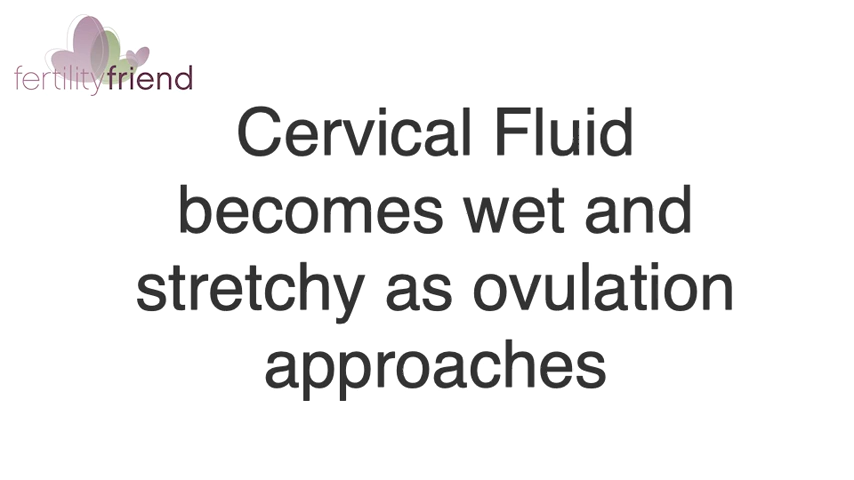 fertilityfriend
Cervical Fluid
becomes wet and
stretchy as ovulation
approaches